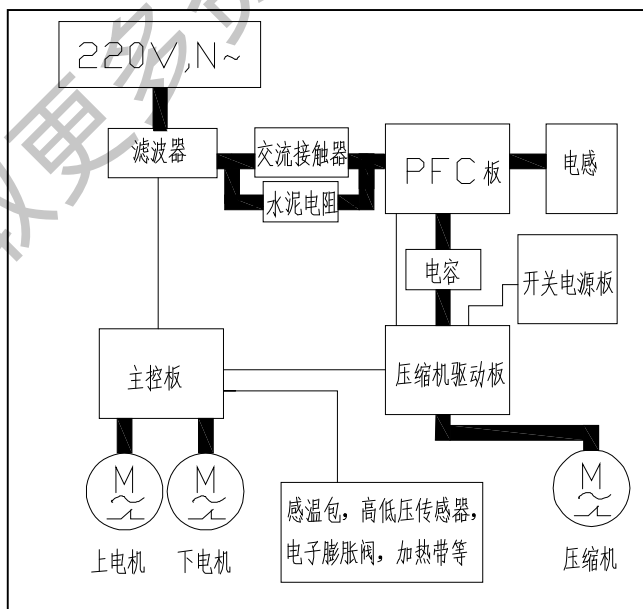 220V,N~
滤波器
交流接触器
水泥电阻
PFC板
电感
电容
开关电源板
主控板
压缩机驱动板
M
M
M
上电机
下电机
感温包，高低压传感器，
电子膨胀阀，加热带等
压缩机
更多